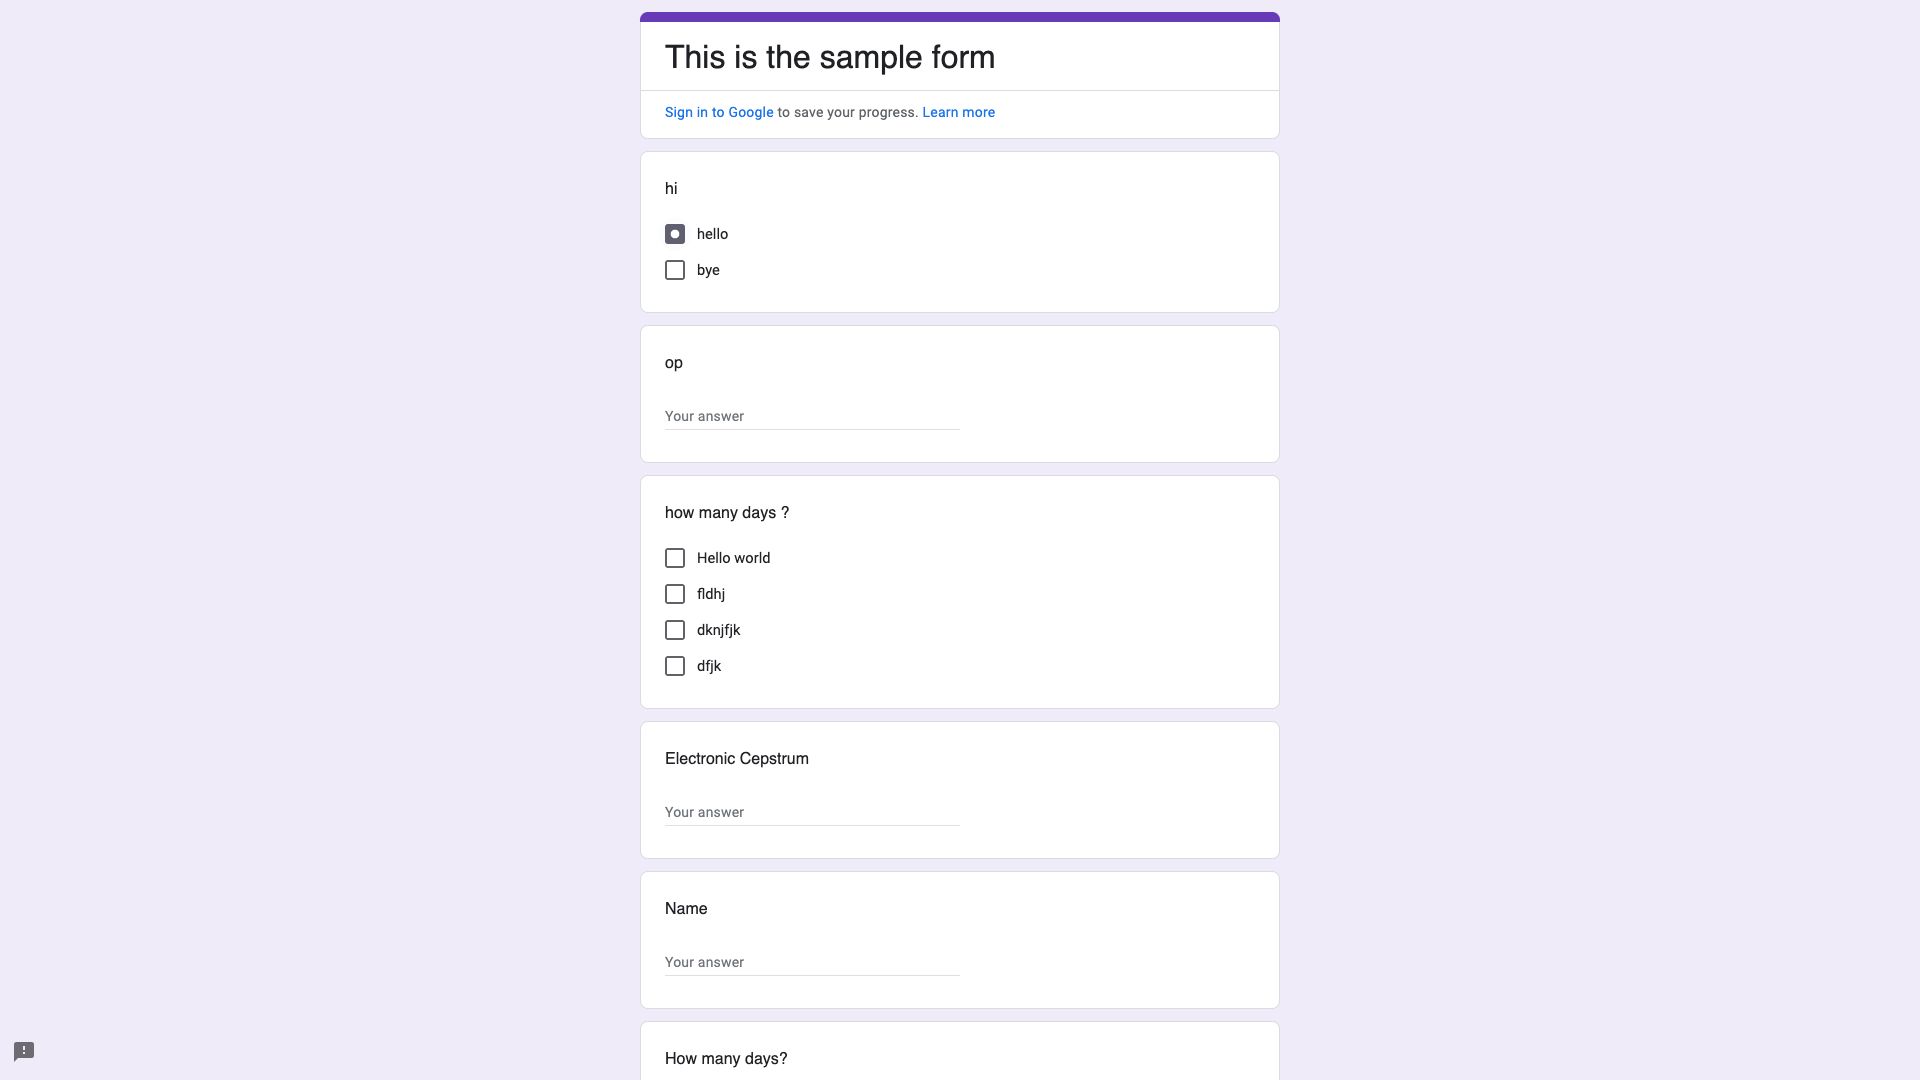 This is the sample form
Sign in to Google to save your progress. Learn more
hi
hello
bye
op
Your answer
how many days ?
Hello world
fldhj
dknjfjk
dfjk
Electronic Cepstrum
Your answer
Name
Your answer
How many days?